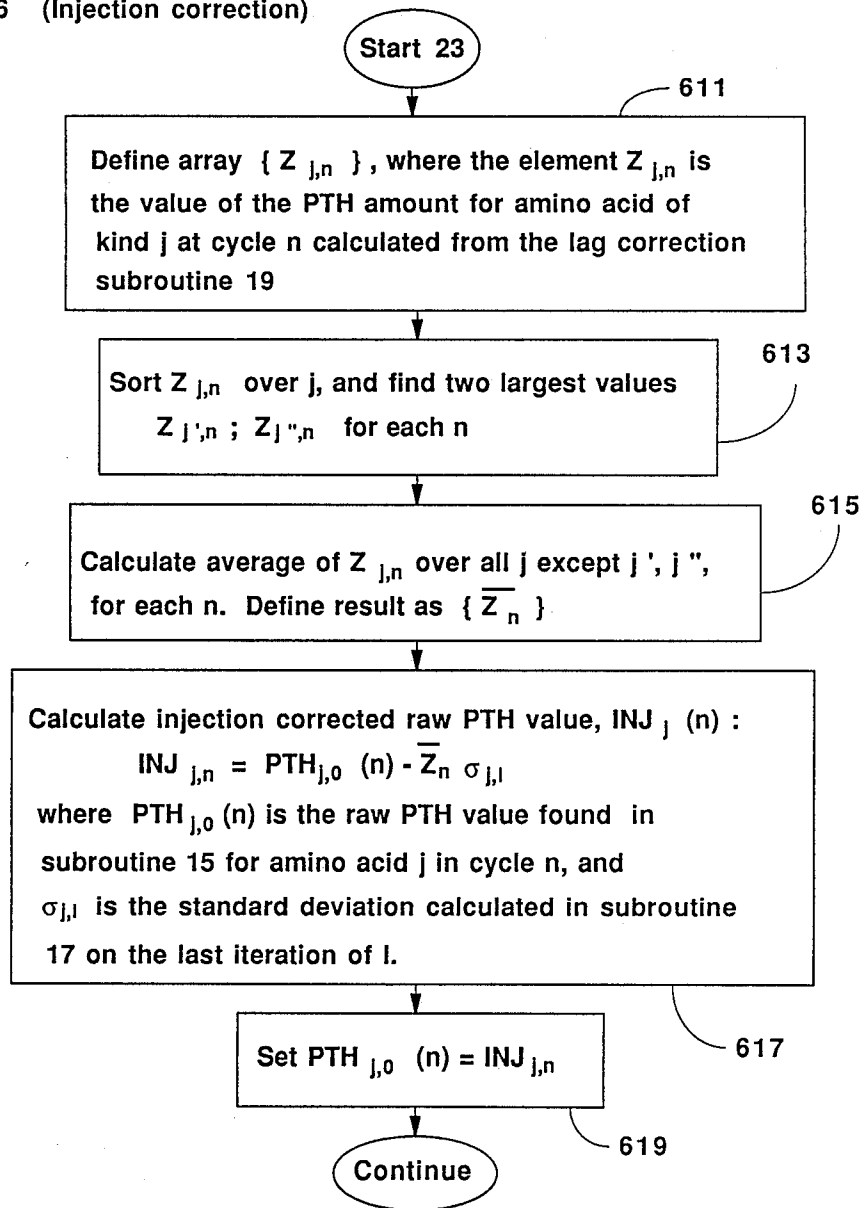 6 (Injection correction)
Start 23
611
Define array { Z j,n } , where the element Z j,n is
the value of the PTH amount for amino acid of
kind j at cycle n calculated from the lag correction
subroutine 19
613
Sort Z j,n over j, and find two largest values
Z j',n ; Z j'',n for each n
615
Calculate average of Z j,n over all j except j ', j ",
for each n. Define result as { Z̅ n }
Calculate injection corrected raw PTH value, INJ j (n) :
INJ j,n = PTH j,0 (n) - Z̅ n σ j,l
where PTH j,0 (n) is the raw PTH value found in
subroutine 15 for amino acid j in cycle n, and
σ j,l is the standard deviation calculated in subroutine
17 on the last iteration of l.
617
Set PTH j,0 (n) = INJ j,n
619
Continue